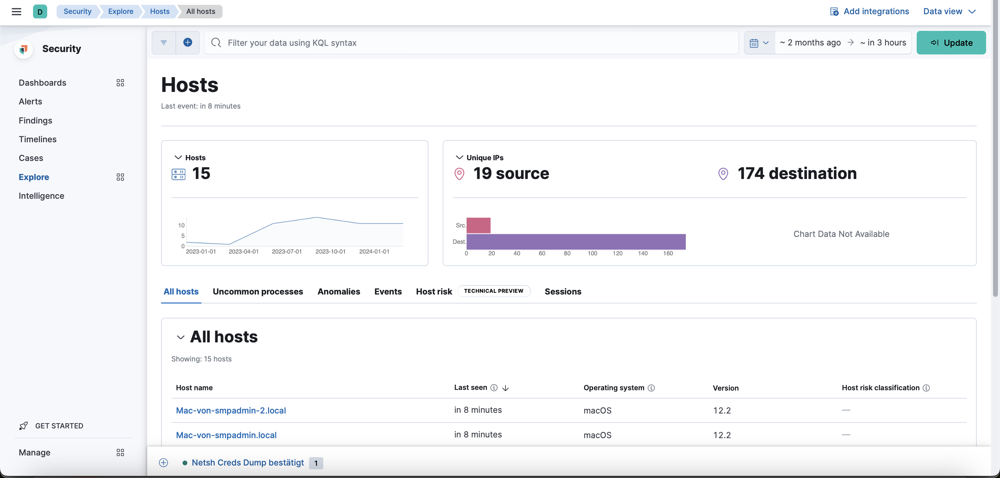 D Security Explore Hosts All hosts Add integrations Data view
Filter your data using KQL syntax ~ 2 months ago → ~ in 3 hours Update
Security
Dashboards
Alerts
Findings
Timelines
Cases
Explore
Intelligence
GET STARTED
Manage
Hosts
Last event: in 8 minutes
Hosts
15
10
5
0
2023-01-01 2023-04-01 2023-07-01 2023-10-01 2024-01-01
Unique IPs
19 source 174 destination
Src.
Dest.
0 20 40 60 80 100 120 140 160
Chart Data Not Available
All hosts Uncommon processes Anomalies Events Host risk TECHNICAL PREVIEW Sessions
All hosts
Showing: 15 hosts
Host name Last seen Operating system Version Host risk classification
Mac-von-smpadmin-2.local in 8 minutes macOS 12.2 —
Mac-von-smpadmin.local in 8 minutes macOS 12.2 —
Netsh Creds Dump bestätigt 1